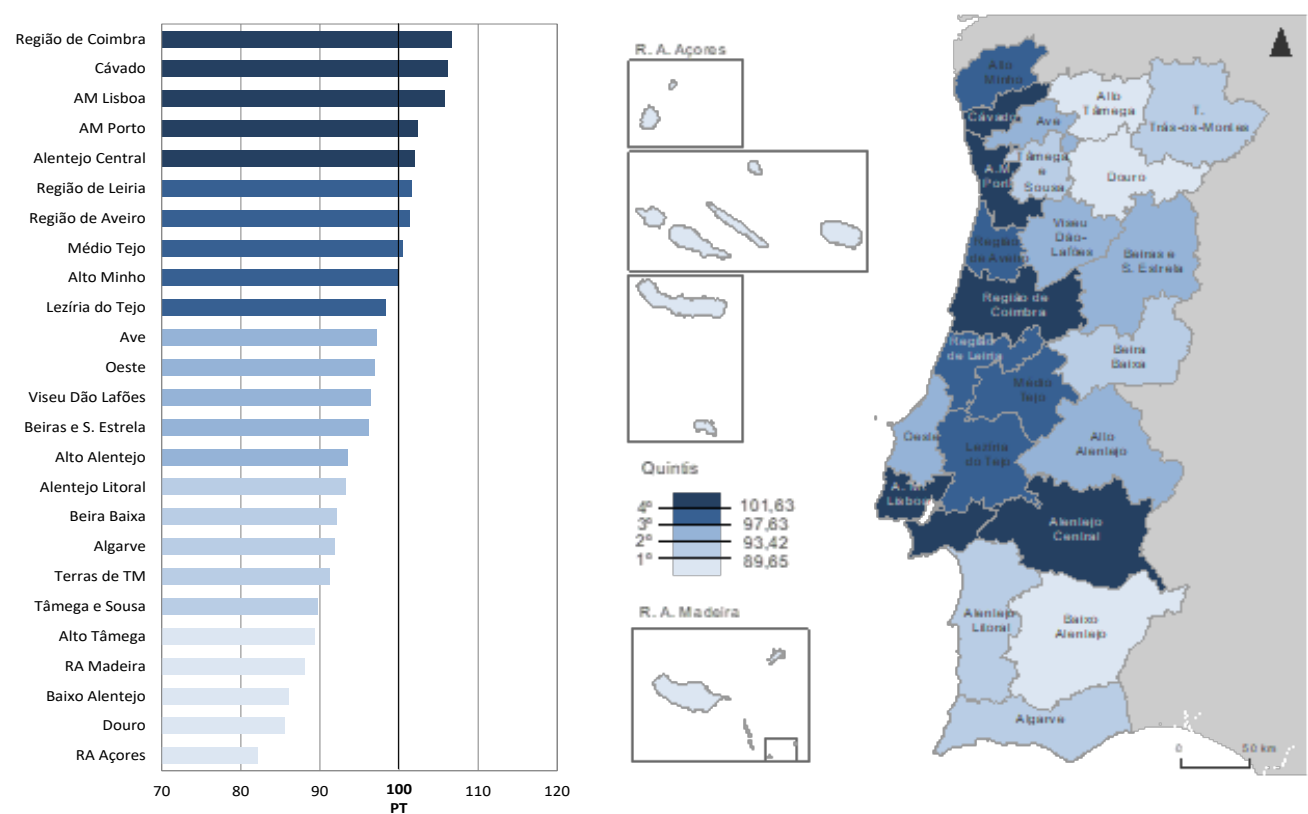 Região de Coimbra
Cávado
AM Lisboa
AM Porto
Alentejo Central
Região de Leiria
Região de Aveiro
Médio Tejo
Alto Minho
Lezíria do Tejo
Ave
Oeste
Viseu Dão Lafões
Beiras e S. Estrela
Alto Alentejo
Alentejo Litoral
Beira Baixa
Algarve
Terras de TM
Tâmega e Sousa
Alto Tâmega
RA Madeira
Baixo Alentejo
Douro
RA Açores
70 80 90 100 110 120
PT
R. A. Açores
Quintis
4º 101,63
3º 97,63
2º 93,42
1º 89,65
R. A. Madeira
Alto
Minho
Cávado
Ave
Alto
Tâmega
T.
Trás-os-Montes
Tâmega
e
Sousa
A.M.
Porto
Douro
Viseu
Dão-
Lafões
Região
de Aveiro
Beiras e
S. Estrela
Região de
Coimbra
Região
de Leiria
Beira
Baixa
Médio
Tejo
Oeste
Lezíria
do Tejo
Alto
Alentejo
A. M.
Lisboa
Alentejo
Central
Alentejo
Litoral
Baixo
Alentejo
Algarve
0 50 km